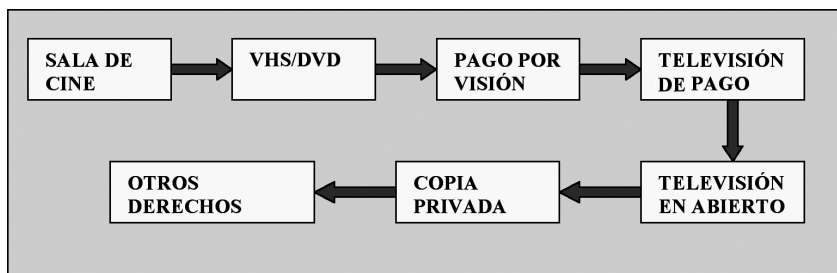 SALA DE
CINE
VHS/DVD
PAGO POR
VISIÓN
TELEVISIÓN
DE PAGO
TELEVISIÓN
EN ABIERTO
COPIA
PRIVADA
OTROS
DERECHOS